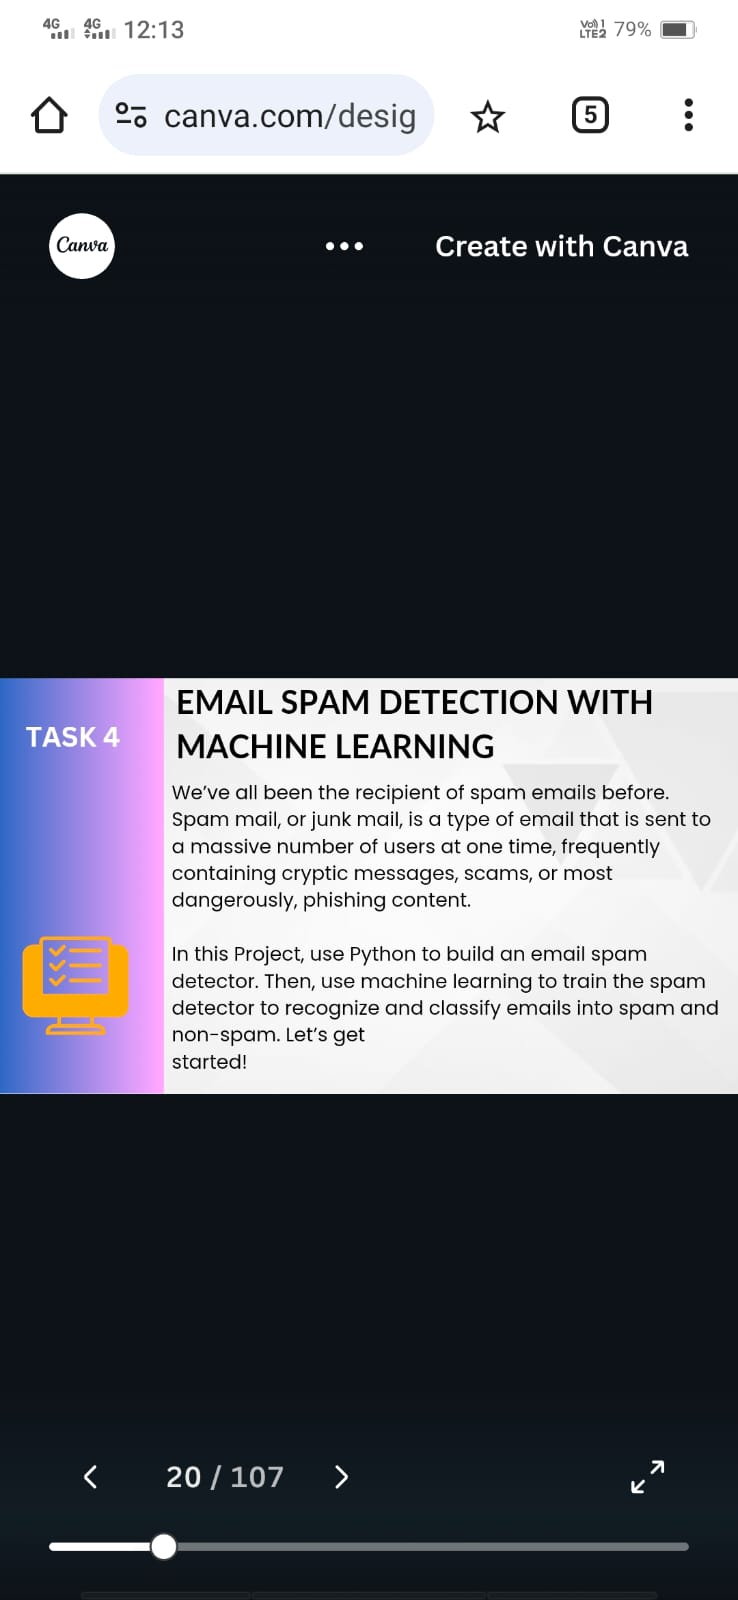 4G 4G 12:13 Vo) 1 LTE2 79%
canva.com/desig 5
Canva ... Create with Canva
TASK 4
EMAIL SPAM DETECTION WITH
MACHINE LEARNING
We’ve all been the recipient of spam emails before.
Spam mail, or junk mail, is a type of email that is sent to
a massive number of users at one time, frequently
containing cryptic messages, scams, or most
dangerously, phishing content.
In this Project, use Python to build an email spam
detector. Then, use machine learning to train the spam
detector to recognize and classify emails into spam and
non-spam. Let’s get
started!
20 / 107